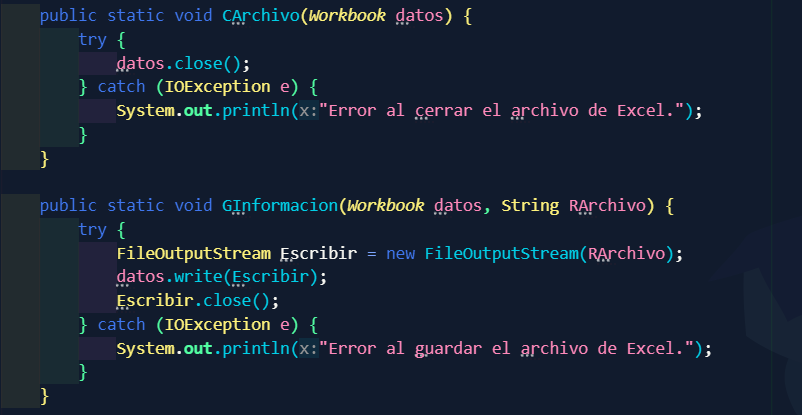 public static void CArchivo(Workbook datos) {
try {
datos.close();
} catch (IOException e) {
System.out.println(x:"Error al cerrar el archivo de Excel.");
}
}
public static void GInformacion(Workbook datos, String RArchivo) {
try {
FileOutputStream Escribir = new FileOutputStream(RArchivo);
datos.write(Escribir);
Escribir.close();
} catch (IOException e) {
System.out.println(x:"Error al guardar el archivo de Excel.");
}
}